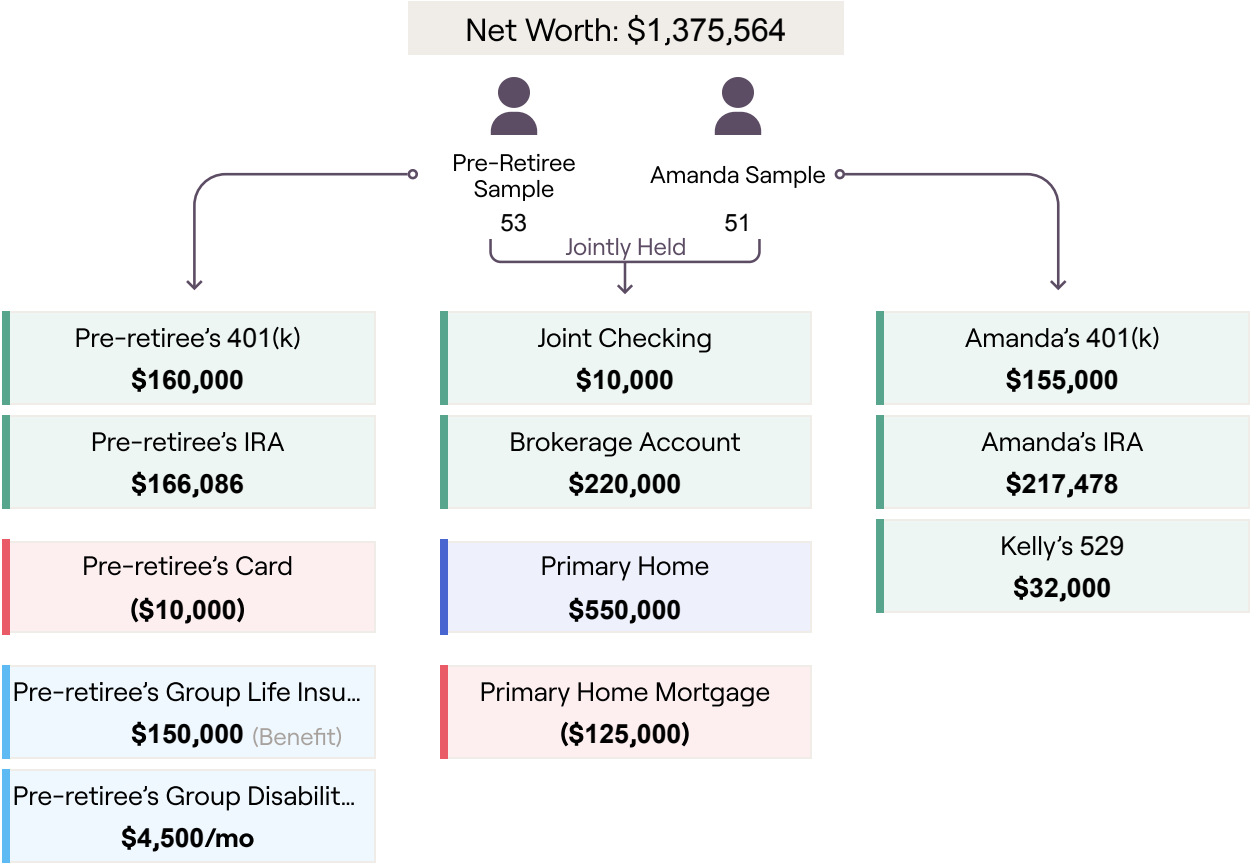 Net Worth: $1,375,564
Pre-Retiree
Sample
53
Amanda Sample
51
Jointly Held
Pre-retiree’s 401(k)
$160,000
Pre-retiree’s IRA
$166,086
Pre-retiree’s Card
($10,000)
Pre-retiree’s Group Life Insu...
$150,000 (Benefit)
Pre-retiree’s Group Disabilit...
$4,500/mo
Joint Checking
$10,000
Brokerage Account
$220,000
Primary Home
$550,000
Primary Home Mortgage
($125,000)
Amanda’s 401(k)
$155,000
Amanda’s IRA
$217,478
Kelly’s 529
$32,000